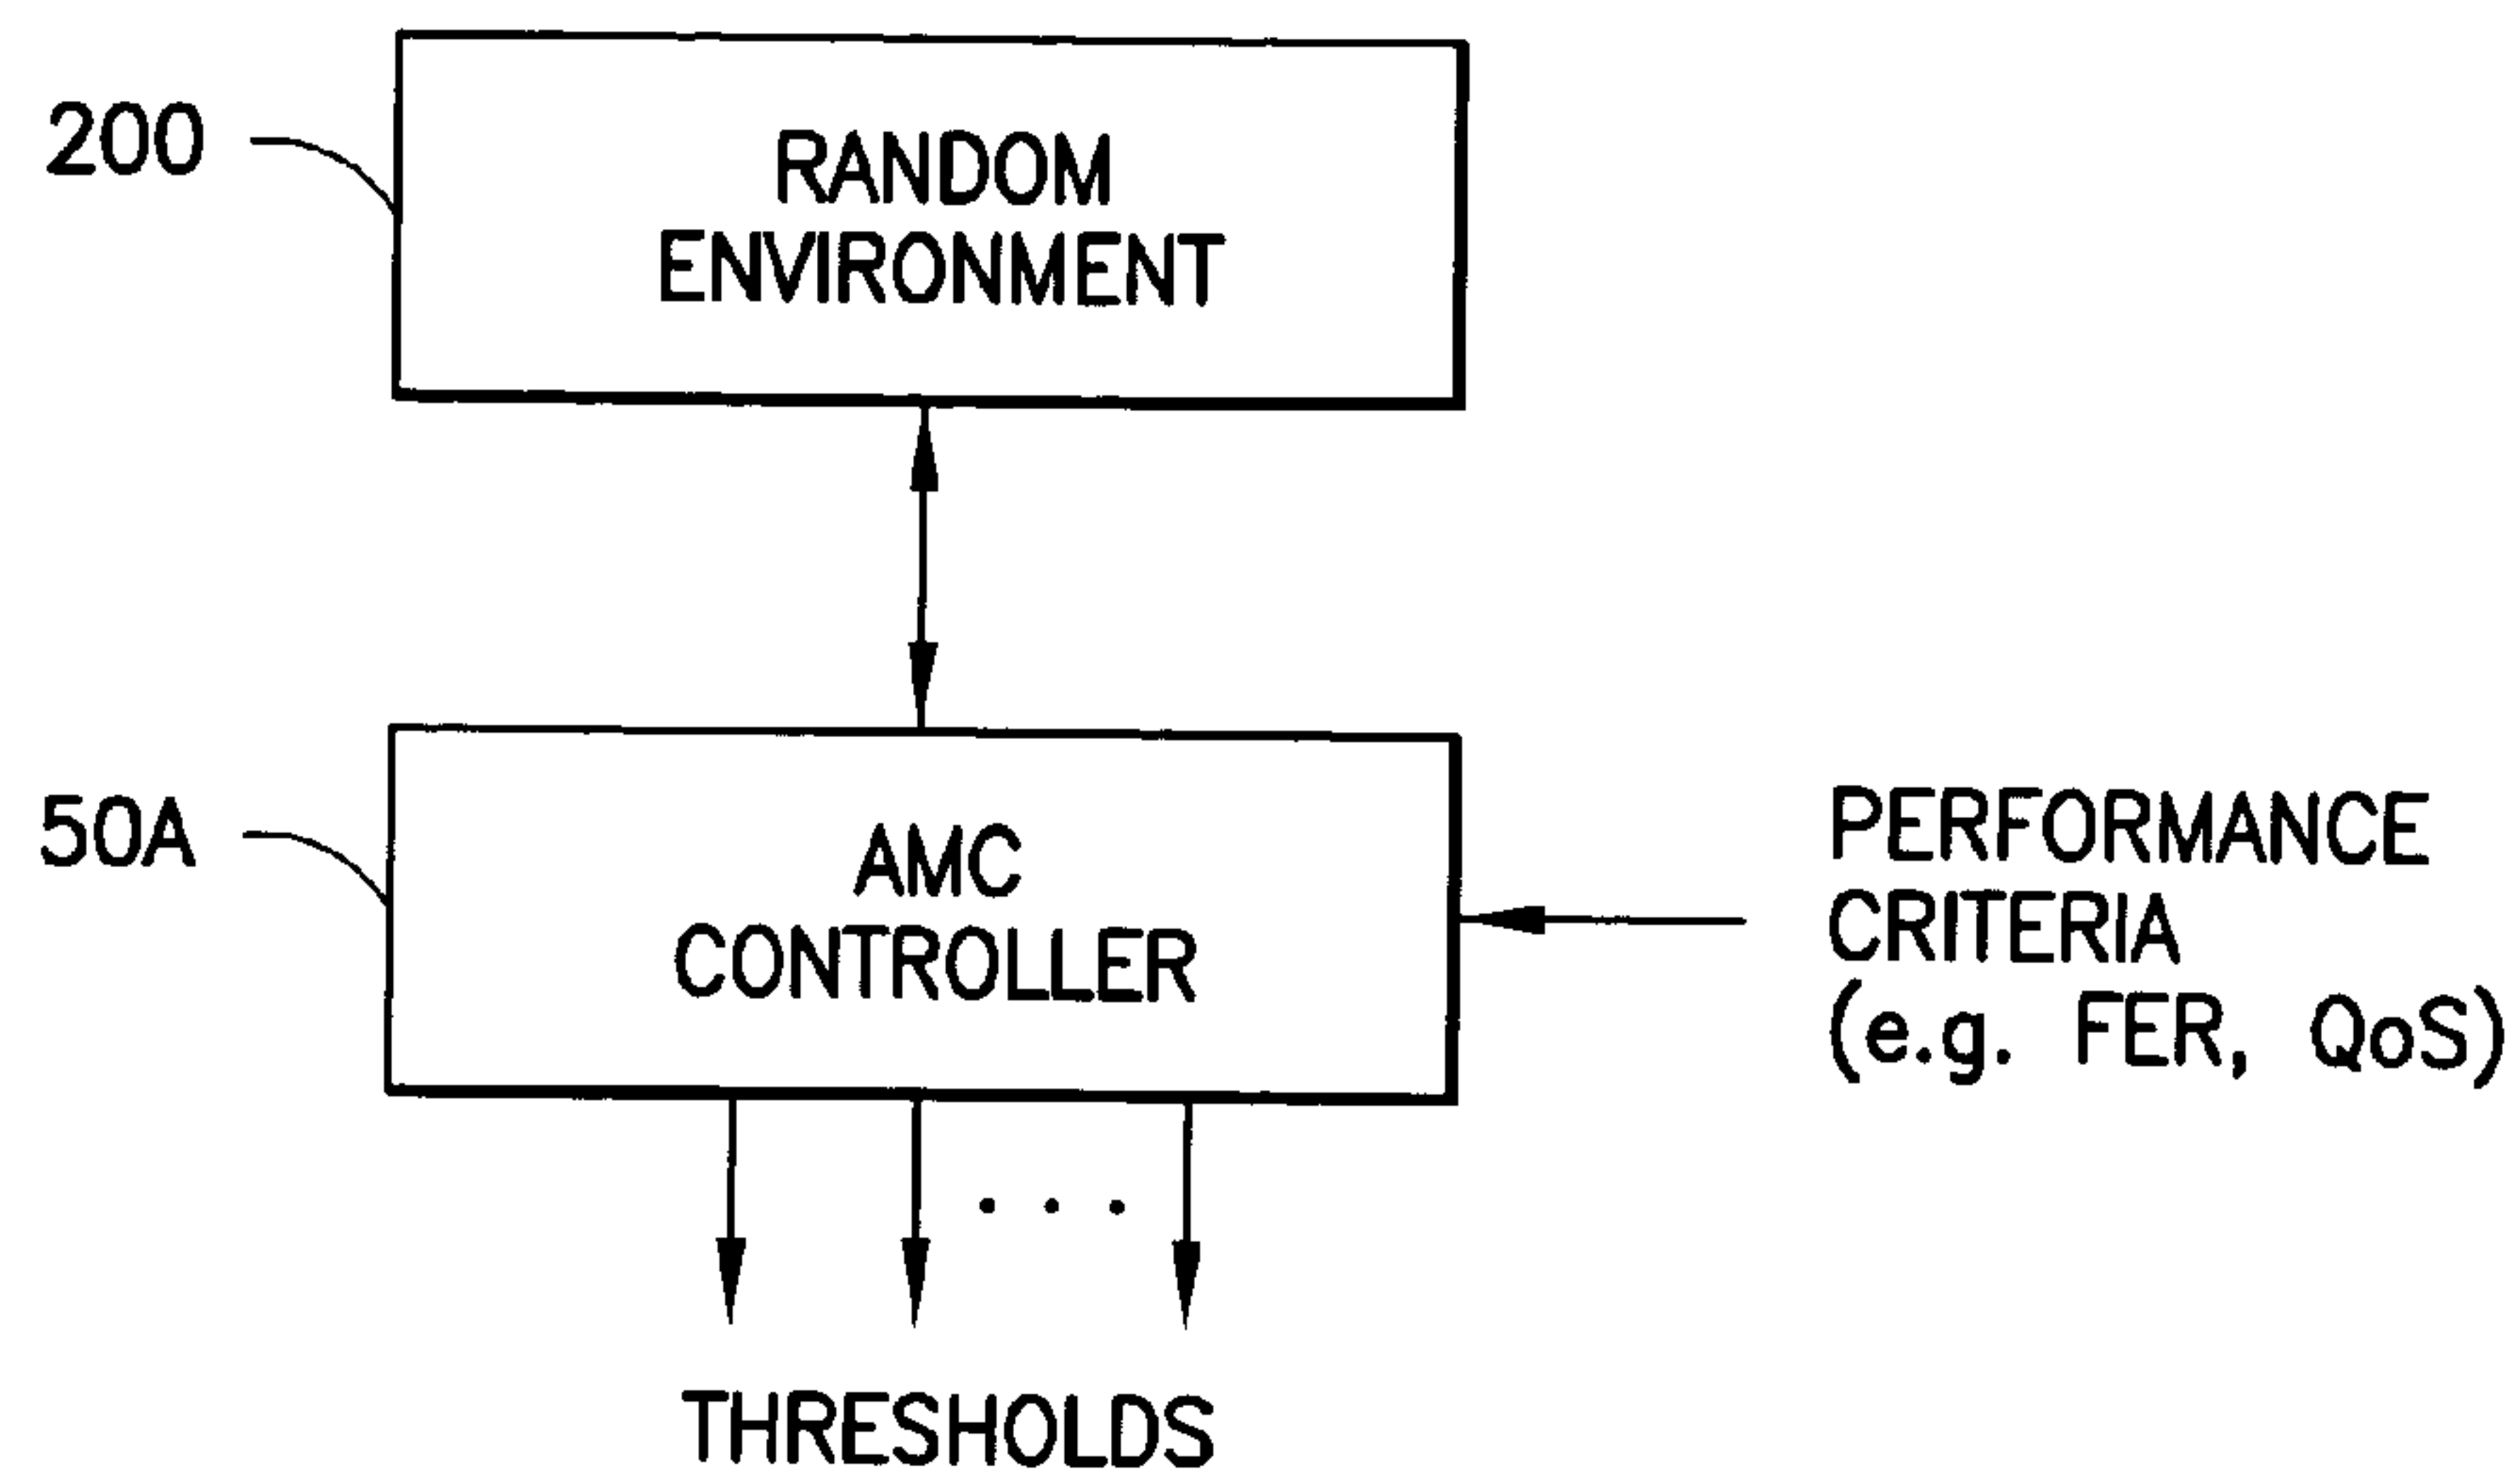 200
RANDOM
ENVIRONMENT
50A
AMC
CONTROLLER
PERFORMANCE
CRITERIA
(e.g. FER, QoS)
THRESHOLDS